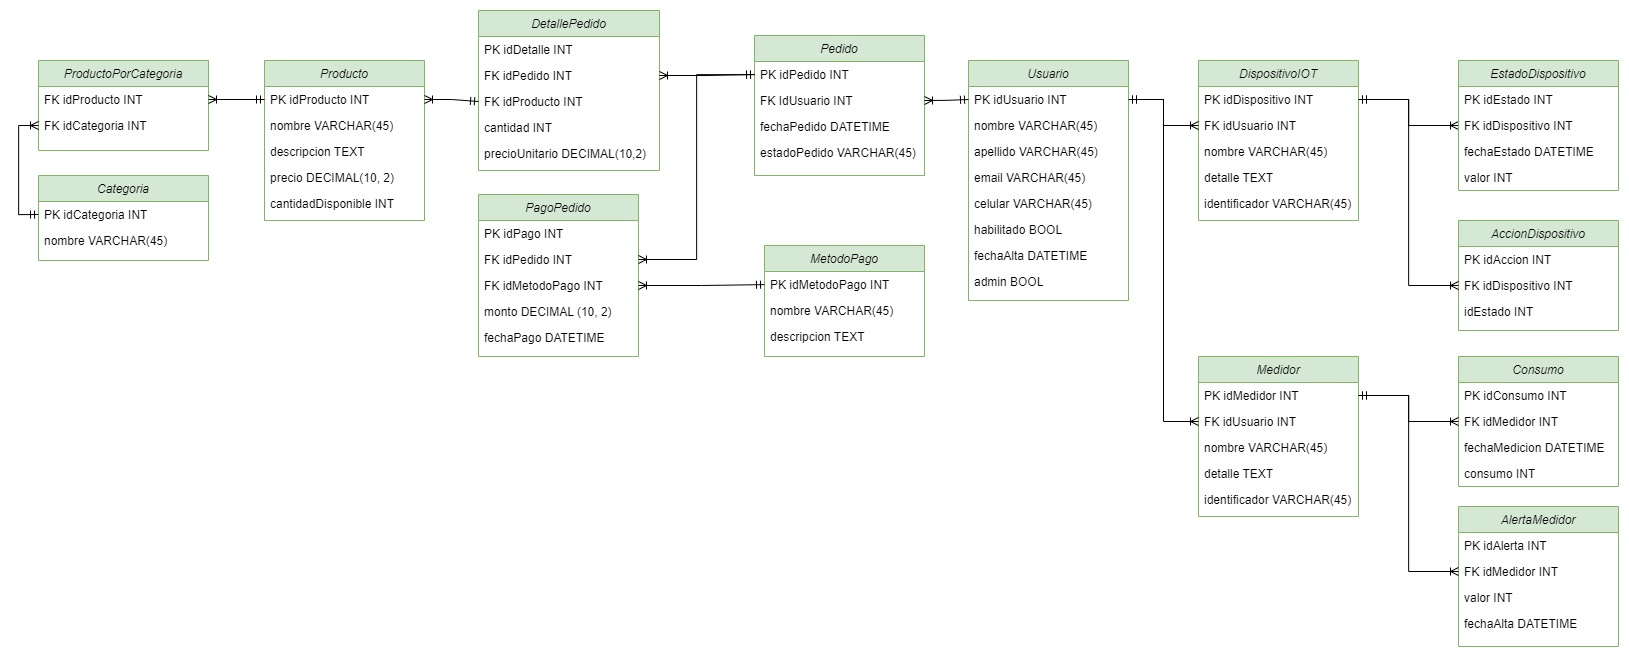 ProductoPorCategoria
FK idProducto INT
FK idCategoria INT
Categoria
PK idCategoria INT
nombre VARCHAR(45)
Producto
PK idProducto INT
nombre VARCHAR(45)
descripcion TEXT
precio DECIMAL(10, 2)
cantidadDisponible INT
DetallePedido
PK idDetalle INT
FK idPedido INT
FK idProducto INT
cantidad INT
precioUnitario DECIMAL(10,2)
PagoPedido
PK idPago INT
FK idPedido INT
FK idMetodoPago INT
monto DECIMAL (10, 2)
fechaPago DATETIME
Pedido
PK idPedido INT
FK IdUsuario INT
fechaPedido DATETIME
estadoPedido VARCHAR(45)
MetodoPago
PK idMetodoPago INT
nombre VARCHAR(45)
descripcion TEXT
Usuario
PK idUsuario INT
nombre VARCHAR(45)
apellido VARCHAR(45)
email VARCHAR(45)
celular VARCHAR(45)
habilitado BOOL
fechaAlta DATETIME
admin BOOL
DispositivoIOT
PK idDispositivo INT
FK idUsuario INT
nombre VARCHAR(45)
detalle TEXT
identificador VARCHAR(45)
Medidor
PK idMedidor INT
FK idUsuario INT
nombre VARCHAR(45)
detalle TEXT
identificador VARCHAR(45)
EstadoDispositivo
PK idEstado INT
FK idDispositivo INT
fechaEstado DATETIME
valor INT
AccionDispositivo
PK idAccion INT
FK idDispositivo INT
idEstado INT
Consumo
PK idConsumo INT
FK idMedidor INT
fechaMedicion DATETIME
consumo INT
AlertaMedidor
PK idAlerta INT
FK idMedidor INT
valor INT
fechaAlta DATETIME